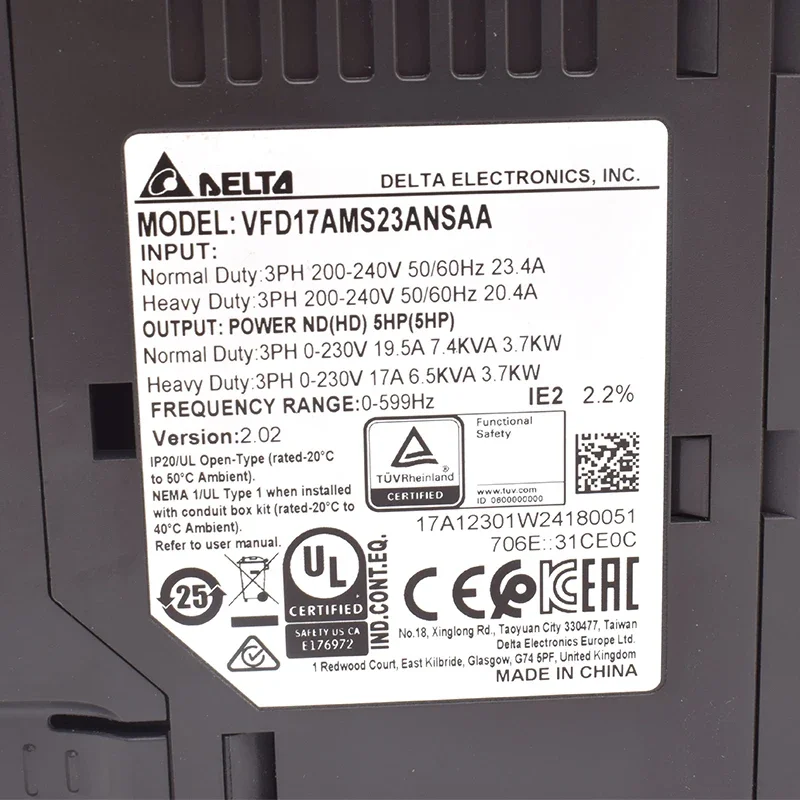 DELTA
DELTA ELECTRONICS, INC.
MODEL: VFD17AMS23ANSAA
INPUT:
Normal Duty:3PH 200-240V 50/60Hz 23.4A
Heavy Duty:3PH 200-240V 50/60Hz 20.4A
OUTPUT: POWER ND(HD) 5HP(5HP)
Normal Duty:3PH 0-230V 19.5A 7.4KVA 3.7KW
Heavy Duty:3PH 0-230V 17A 6.5KVA 3.7KW
FREQUENCY RANGE:0-599Hz
IE2 2.2%
Version:2.02
IP20/UL Open-Type (rated-20°C
to 50°C Ambient).
NEMA 1/UL Type 1 when installed
with conduit box kit (rated-20°C to
40°C Ambient).
Refer to user manual.
TÜVRheinland®
CERTIFIED
Functional
Safety
www.tuv.com
ID 0600000000
17A12301W24180051
706E::31CE0C
25
UL
CERTIFIED
SAFETY US CA
E176972
IND.CONT.EQ.
CE
KC
EAC
No.18, Xinglong Rd., Taoyuan City 330477, Taiwan
Delta Electronics Europe Ltd.
1 Redwood Court, East Kilbride, Glasgow, G74 5PF, United Kingdom
MADE IN CHINA